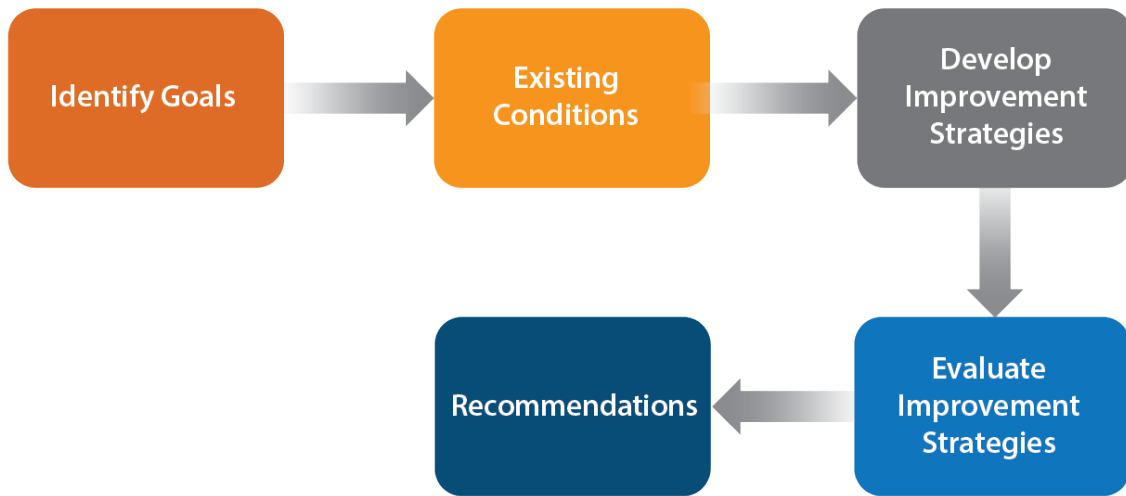 Identify Goals
Existing
Conditions
Develop
Improvement
Strategies
Evaluate
Improvement
Strategies
Recommendations